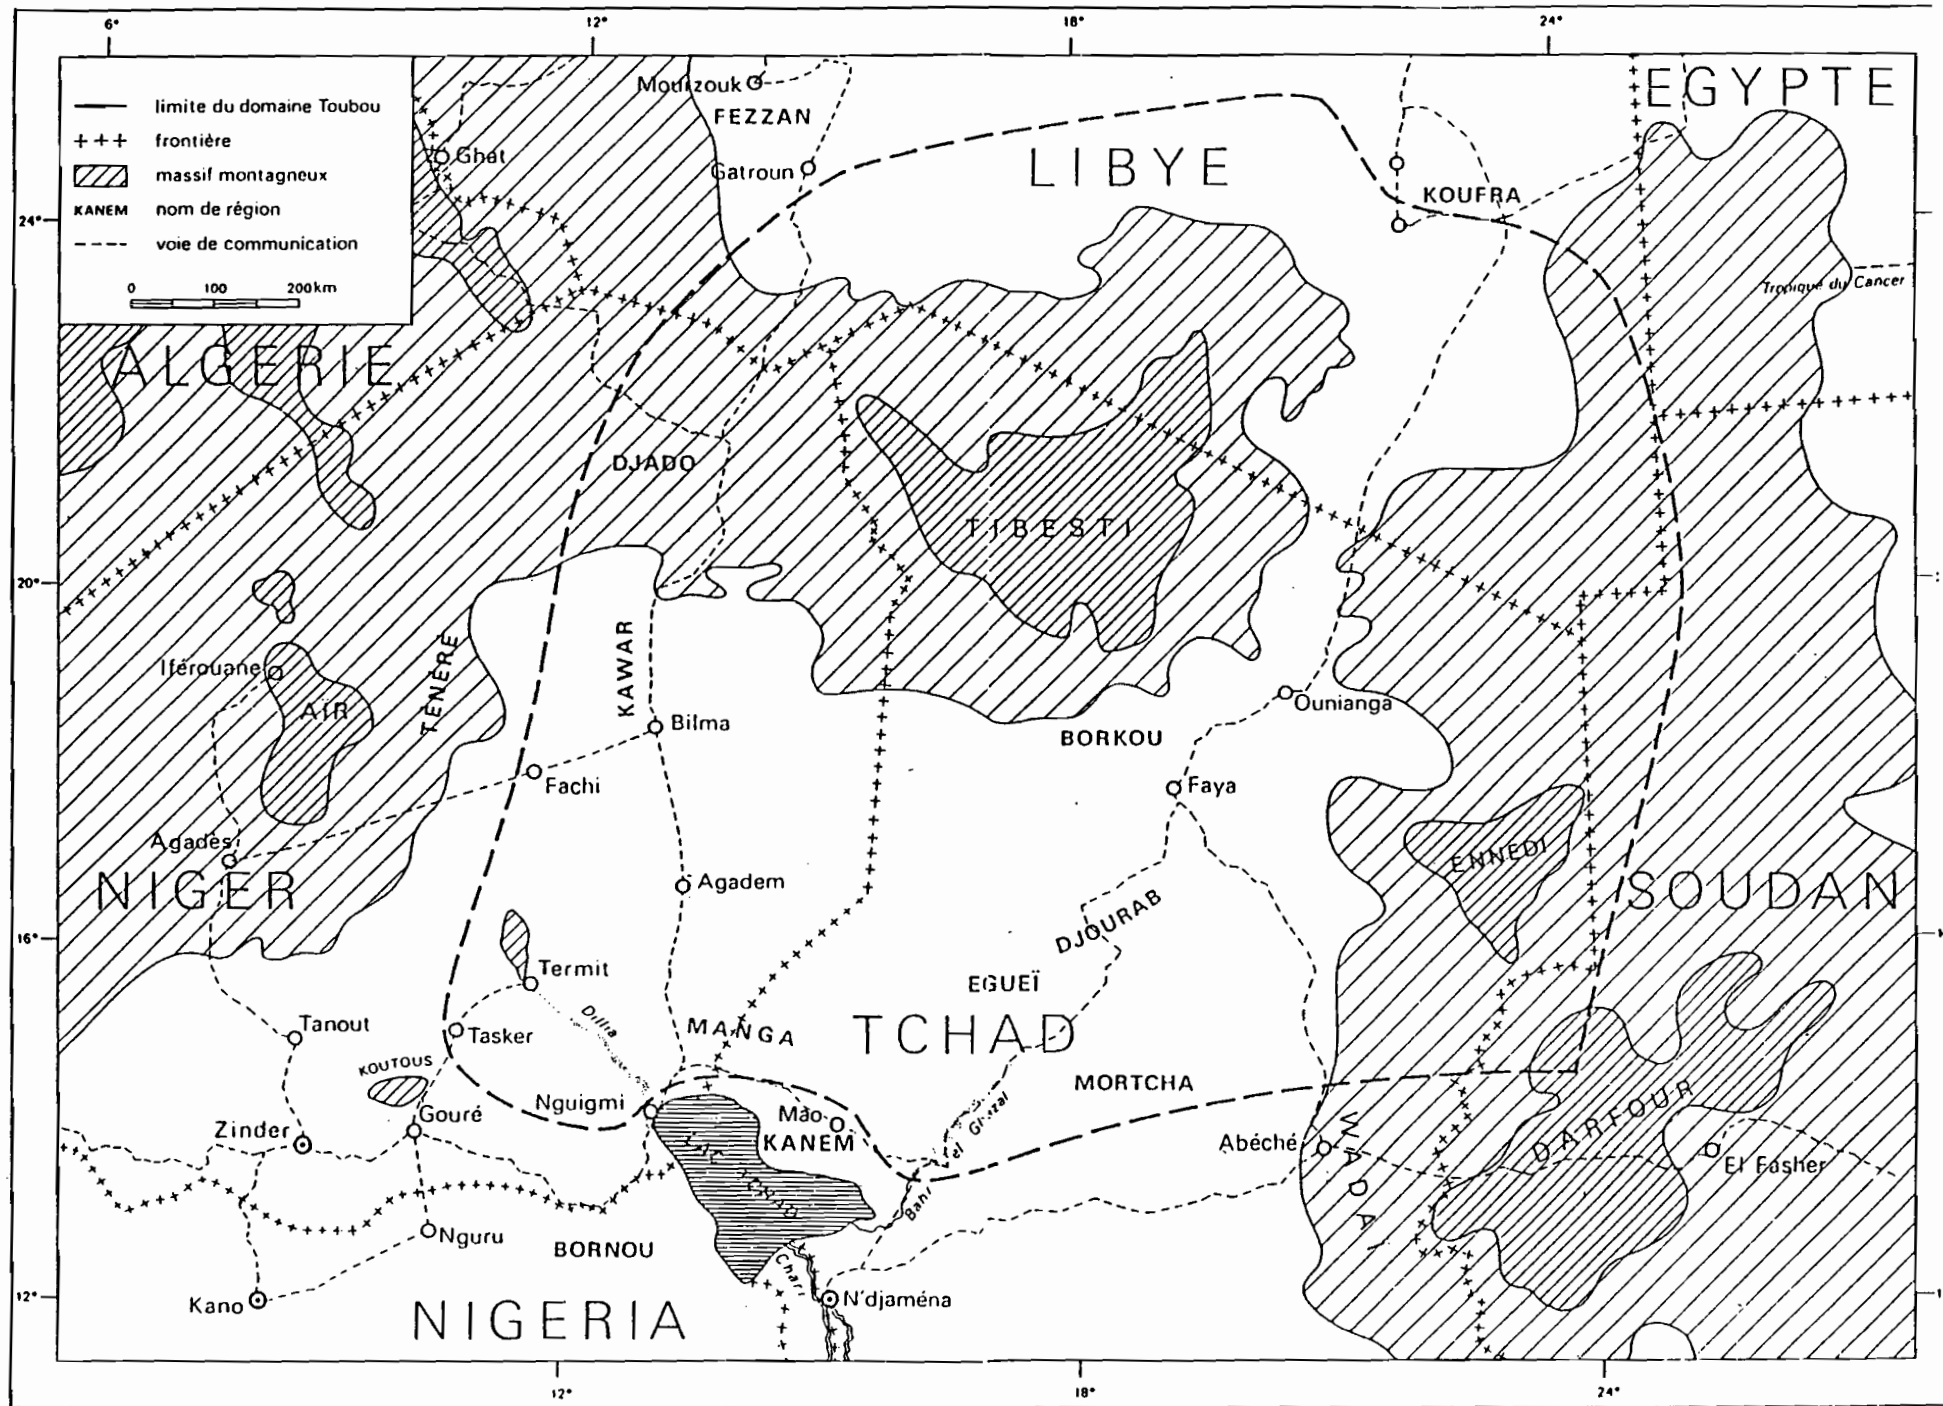 6° 12° 18° 24°
limite du domaine Toubou
+++ frontière
massif montagneux
KANEM nom de région
voie de communication
0 100 200km
Mourzouk
FEZZAN
EGYPTE
Ghat
Gatroun
LIBYE
KOUFRA
24°
Tropique du Cancer
ALGERIE
DJADO
TIBESTI
20°
Iférouane
AÏR
TENERE
KAWAR
Bilma
Ounianga
BORKOU
Fachi
Faya
Agadès
NIGER
Agadem
ENNEDI
SOUDAN
DJOURAB
16°
Termit
EGUEÏ
Dillia
Tanout
Tasker
MANGA
TCHAD
KOUTOUS
MORTCHA
Nguigmi
Mao
Gouré
Zinder
KANEM
LAC TCHAD
Bahr el Ghazal
Abéché
WADAÏ
DARFOUR
El Fasher
Nguru
BORNOU
Chari
12°
Kano
N'djaména
NIGERIA
12° 18° 24°